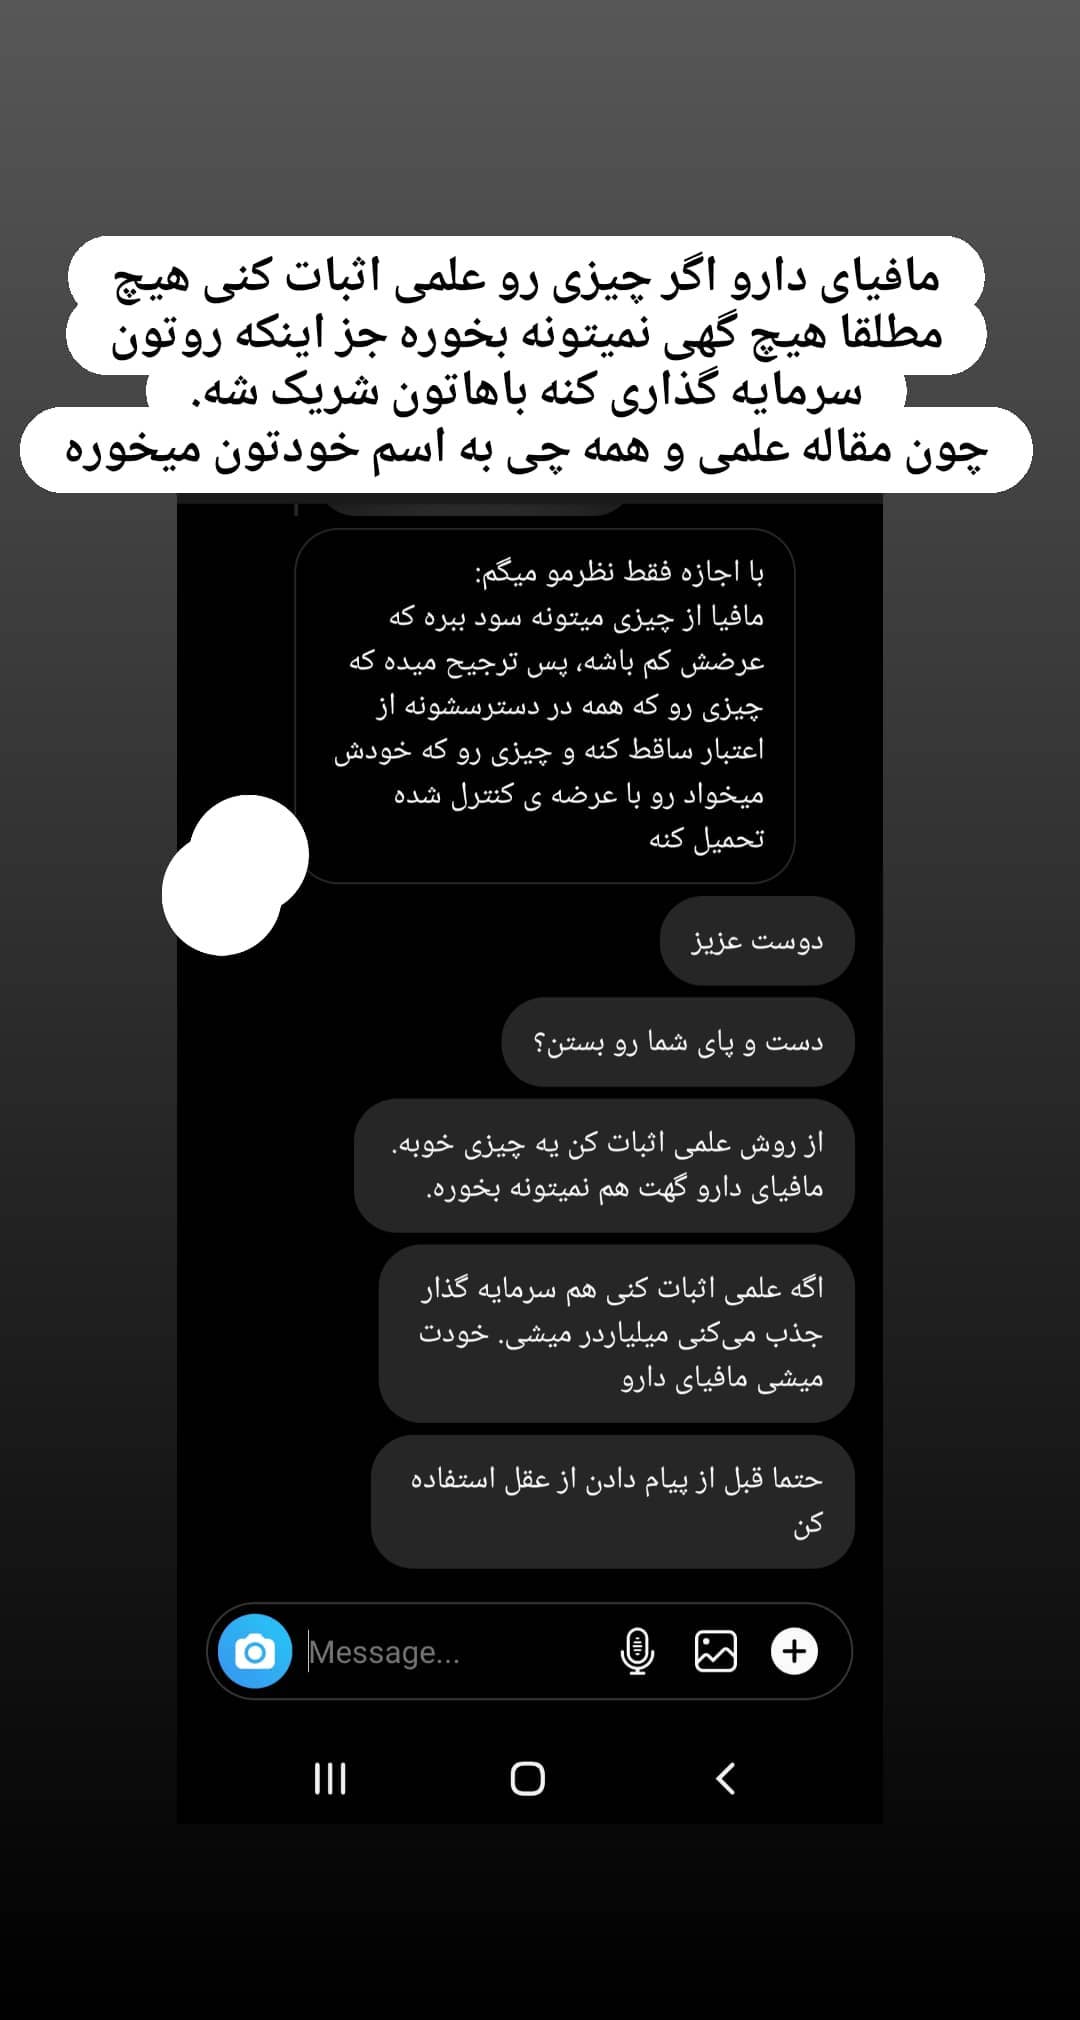 مافیای دارو اگر چیزی رو علمی اثبات کنی هیچ
مطلقا هیچ گهی نمیتونه بخوره جز اینکه روتون
سرمایه گذاری کنه باهاتون شریک شه.
چون مقاله علمی و همه چی به اسم خودتون میخوره
با اجازه فقط نظرمو میگم:
مافیا از چیزی میتونه سود ببره که
عرضش کم باشه، پس ترجیح میده که
چیزی رو که همه در دسترسشونه از
اعتبار ساقط کنه و چیزی رو که خودش
میخواد رو با عرضه ی کنترل شده
تحمیل کنه
دوست عزیز
دست و پای شما رو بستن؟
از روش علمی اثبات کن یه چیزی خوبه.
مافیای دارو گهت هم نمیتونه بخوره.
اگه علمی اثبات کنی هم سرمایه گذار
جذب می‌کنی میلیاردر میشی. خودت
میشی مافیای دارو
حتما قبل از پیام دادن از عقل استفاده
کن
Message...